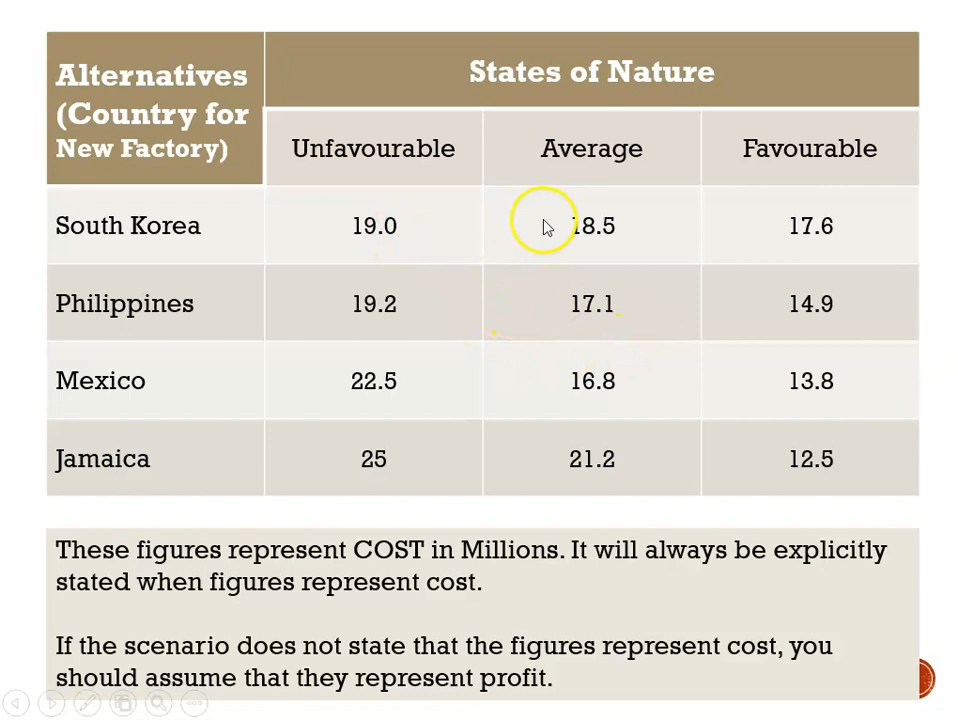 Alternatives
(Country for
New Factory)
States of Nature
Unfavourable Average Favourable
South Korea 19.0 18.5 17.6
Philippines 19.2 17.1 14.9
Mexico 22.5 16.8 13.8
Jamaica 25 21.2 12.5
These figures represent COST in Millions. It will always be explicitly
stated when figures represent cost.
If the scenario does not state that the figures represent cost, you
should assume that they represent profit.